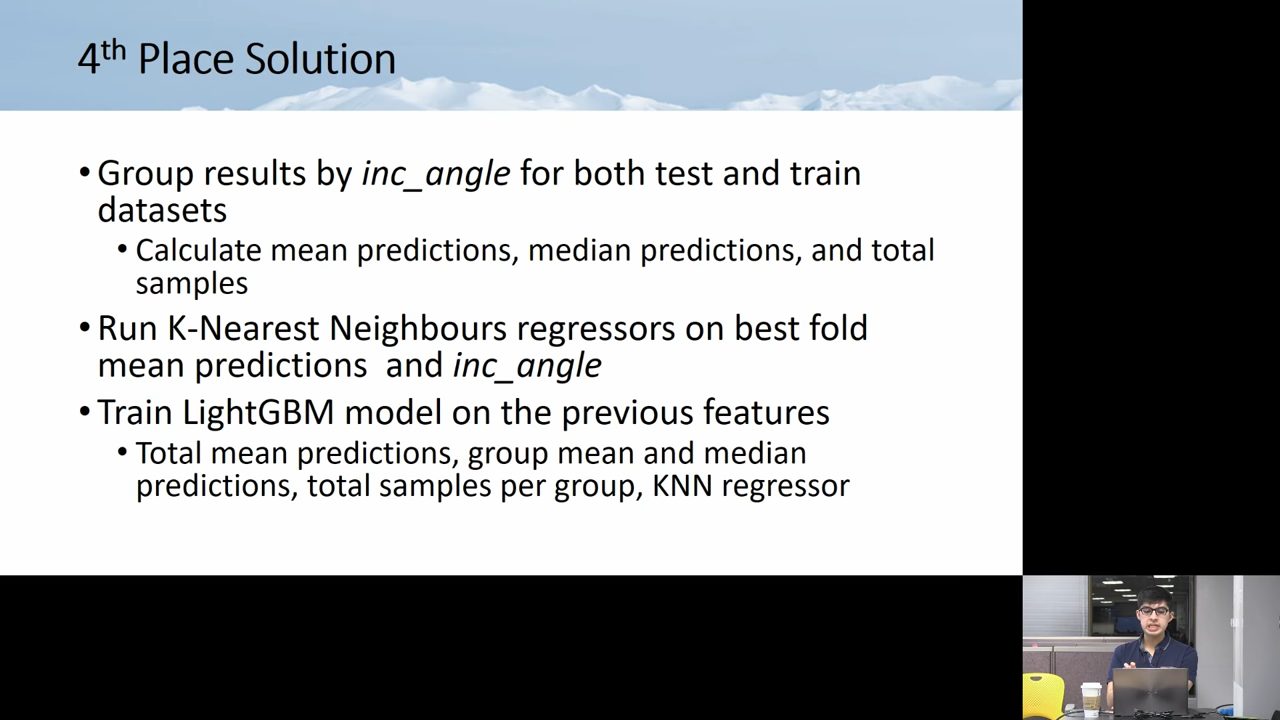 4th Place Solution
• Group results by inc_angle for both test and train
datasets
• Calculate mean predictions, median predictions, and total
samples
• Run K-Nearest Neighbours regressors on best fold
mean predictions and inc_angle
• Train LightGBM model on the previous features
• Total mean predictions, group mean and median
predictions, total samples per group, KNN regressor